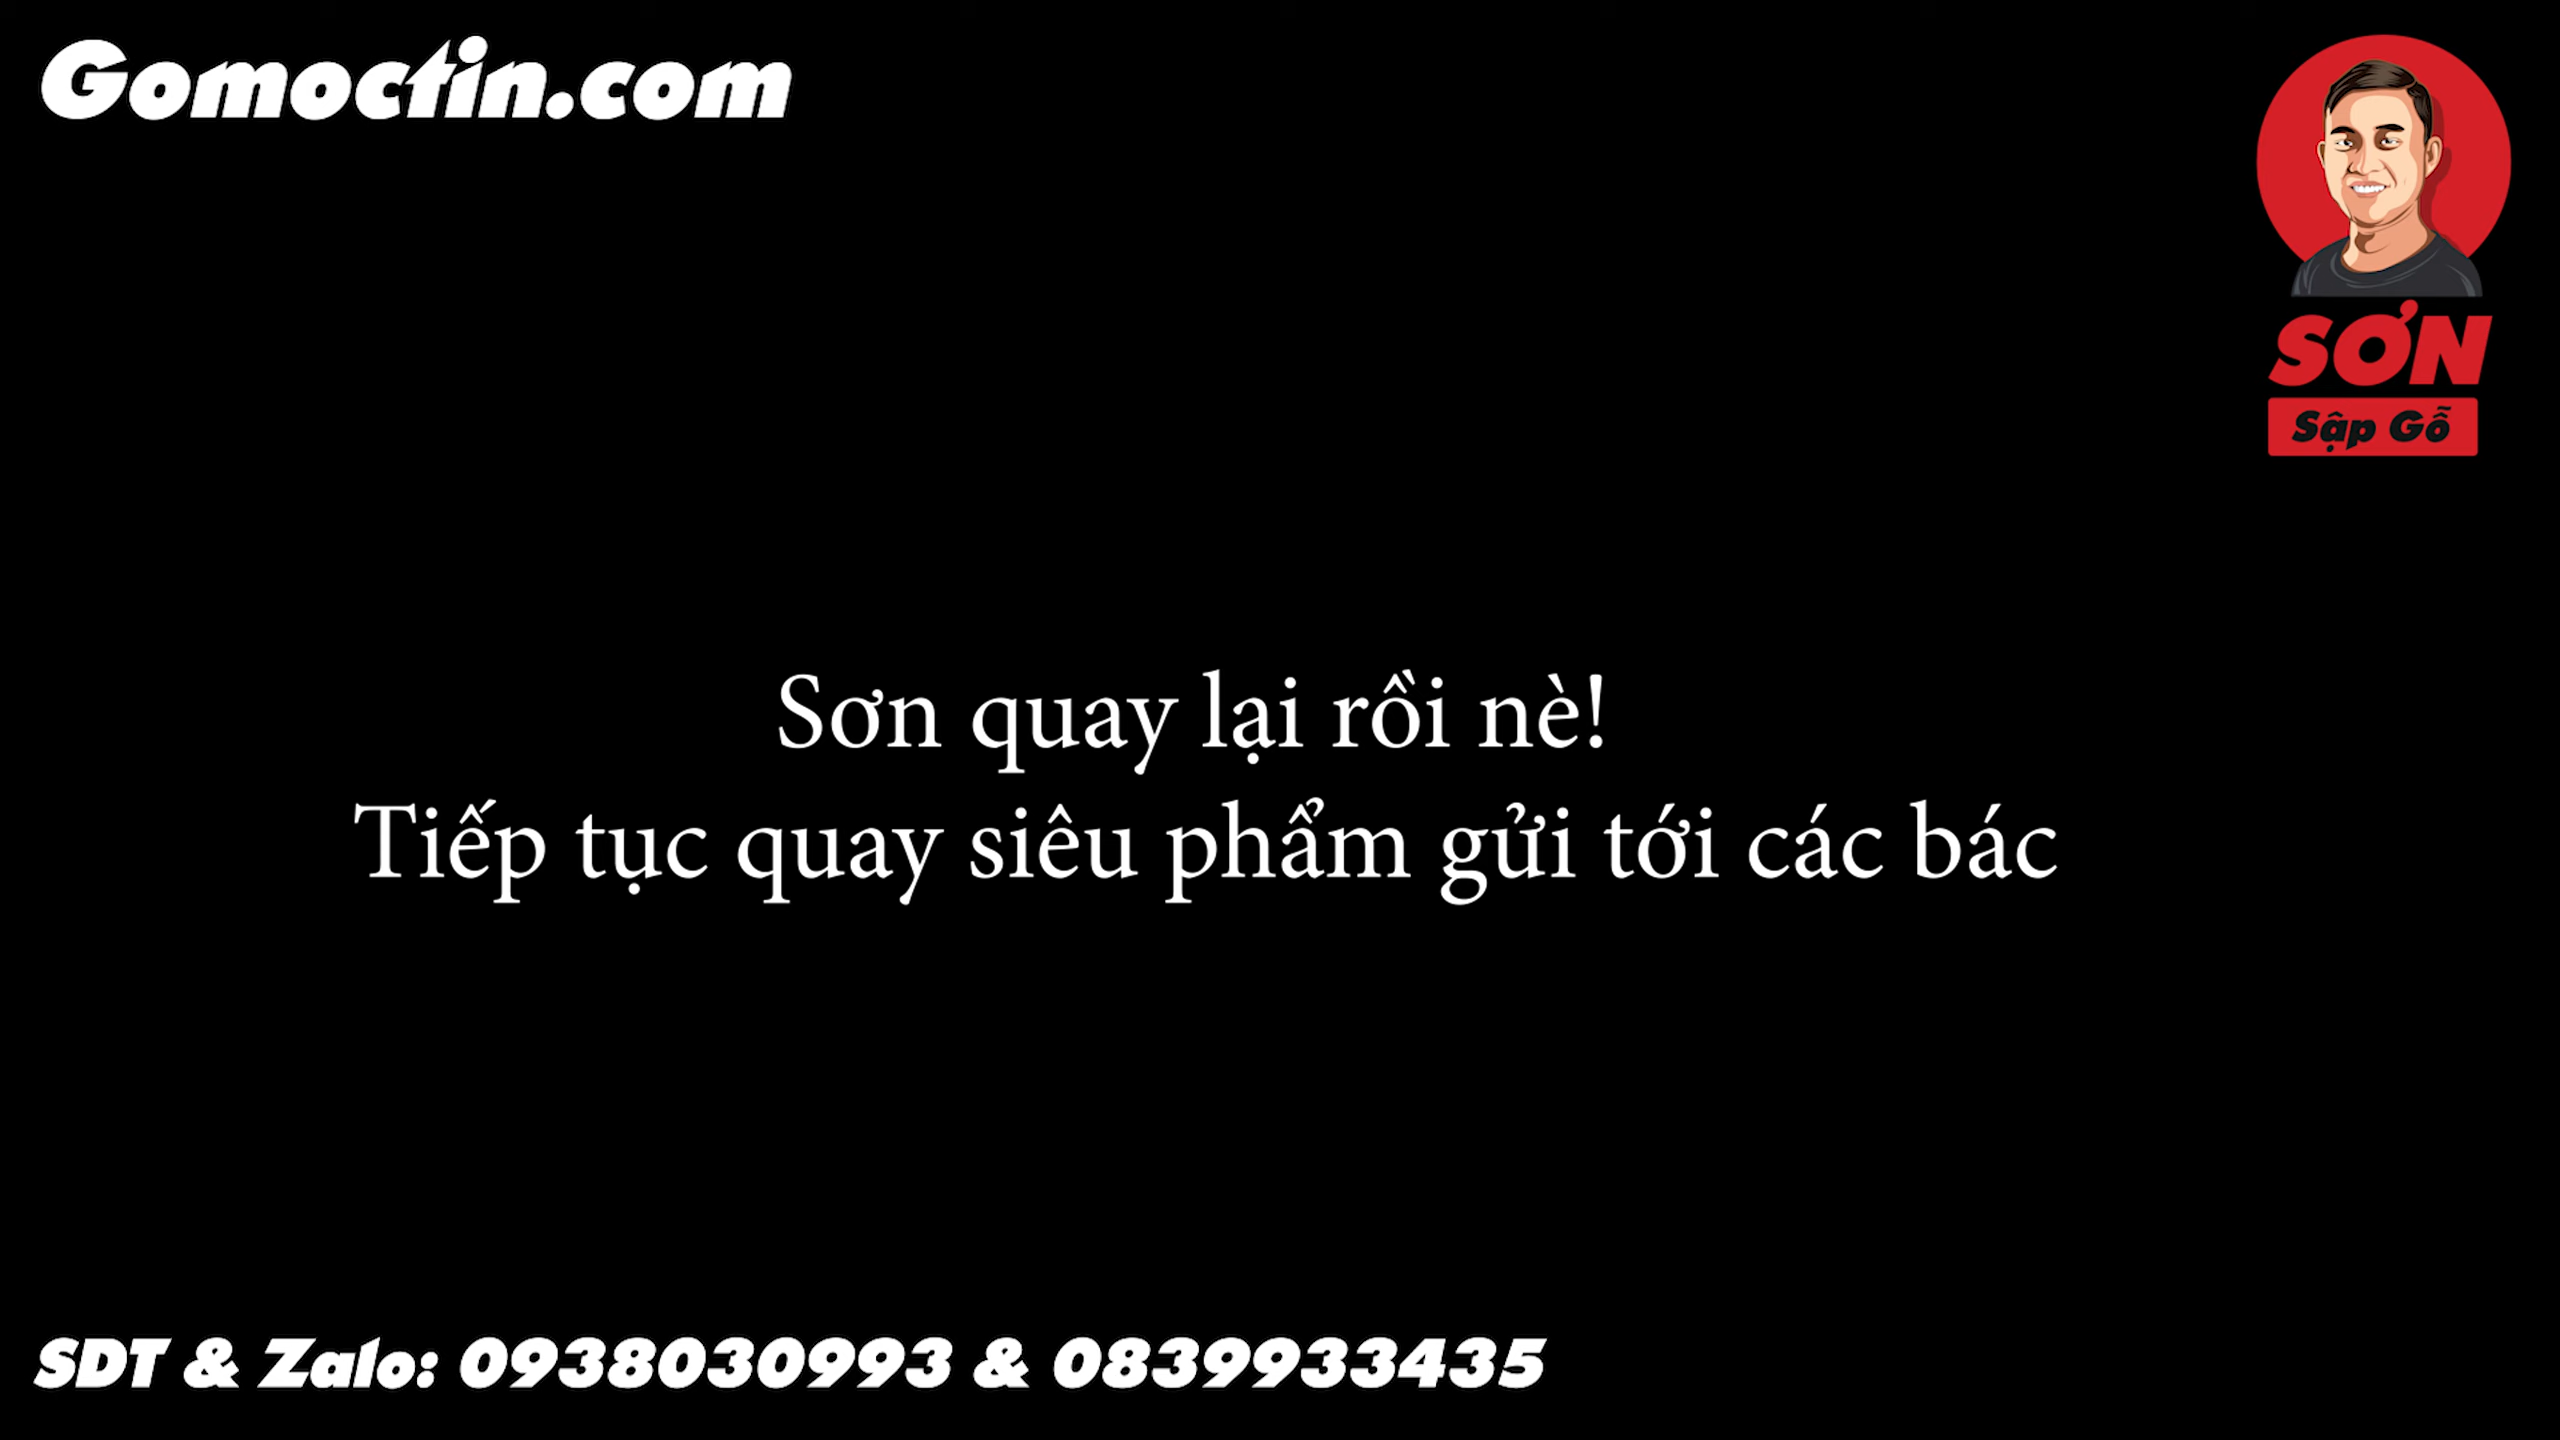 Gomoctin.com
SƠN
Sập Gỗ
Sơn quay lại rồi nè!
Tiếp tục quay siêu phẩm gửi tới các bác
SDT & Zalo: 0938030993 & 0839933435